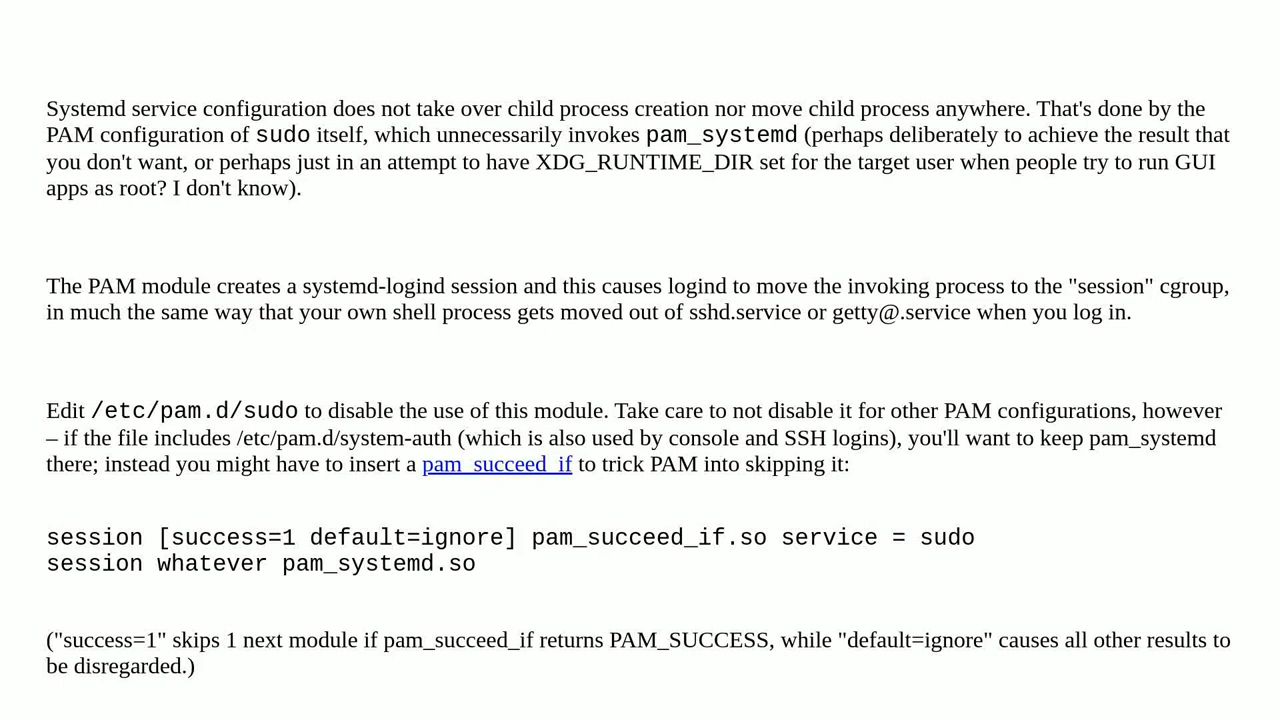 Systemd service configuration does not take over child process creation nor move child process anywhere. That's done by the
PAM configuration of sudo itself, which unnecessarily invokes pam_systemd (perhaps deliberately to achieve the result that
you don't want, or perhaps just in an attempt to have XDG_RUNTIME_DIR set for the target user when people try to run GUI
apps as root? I don't know).
The PAM module creates a systemd-logind session and this causes logind to move the invoking process to the "session" cgroup,
in much the same way that your own shell process gets moved out of sshd.service or getty@.service when you log in.
Edit /etc/pam.d/sudo to disable the use of this module. Take care to not disable it for other PAM configurations, however
– if the file includes /etc/pam.d/system-auth (which is also used by console and SSH logins), you'll want to keep pam_systemd
there; instead you might have to insert a pam_succeed_if to trick PAM into skipping it:
session [success=1 default=ignore] pam_succeed_if.so service = sudo
session whatever pam_systemd.so
("success=1" skips 1 next module if pam_succeed_if returns PAM_SUCCESS, while "default=ignore" causes all other results to
be disregarded.)